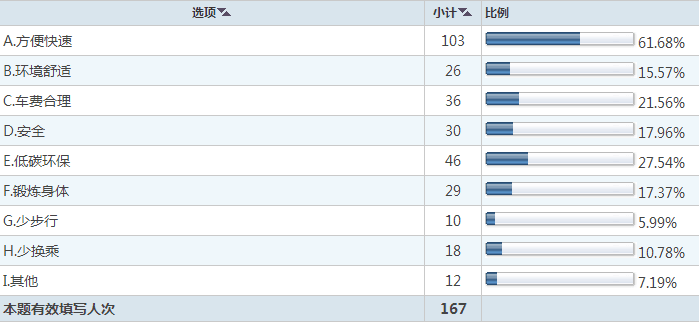 选项 小计 比例
A.方便快速 103 61.68%
B.环境舒适 26 15.57%
C.车费合理 36 21.56%
D.安全 30 17.96%
E.低碳环保 46 27.54%
F.锻炼身体 29 17.37%
G.少步行 10 5.99%
H.少换乘 18 10.78%
I.其他 12 7.19%
本题有效填写人次 167